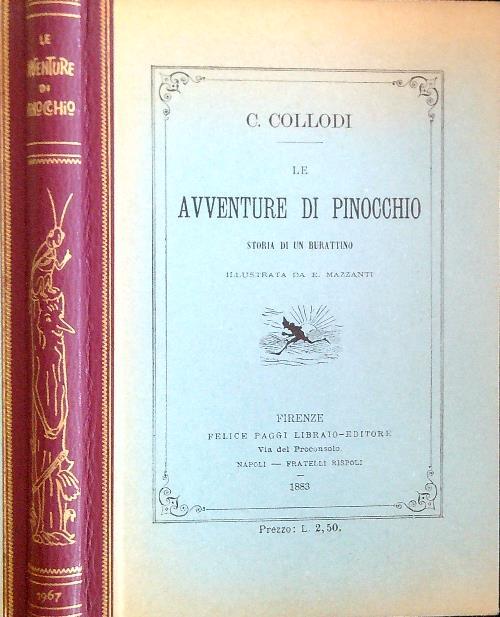 LE
AVVENTURE
DI
PINOCCHIO
1967
C. COLLODI
LE
AVVENTURE DI PINOCCHIO
STORIA DI UN BURATTINO
ILLUSTRATA DA E. MAZZANTI
FIRENZE
FELICE PAGGI LIBRAIO-EDITORE
Via del Proconsolo.
NAPOLI — FRATELLI RISPOLI
1883
Prezzo: L. 2,50.